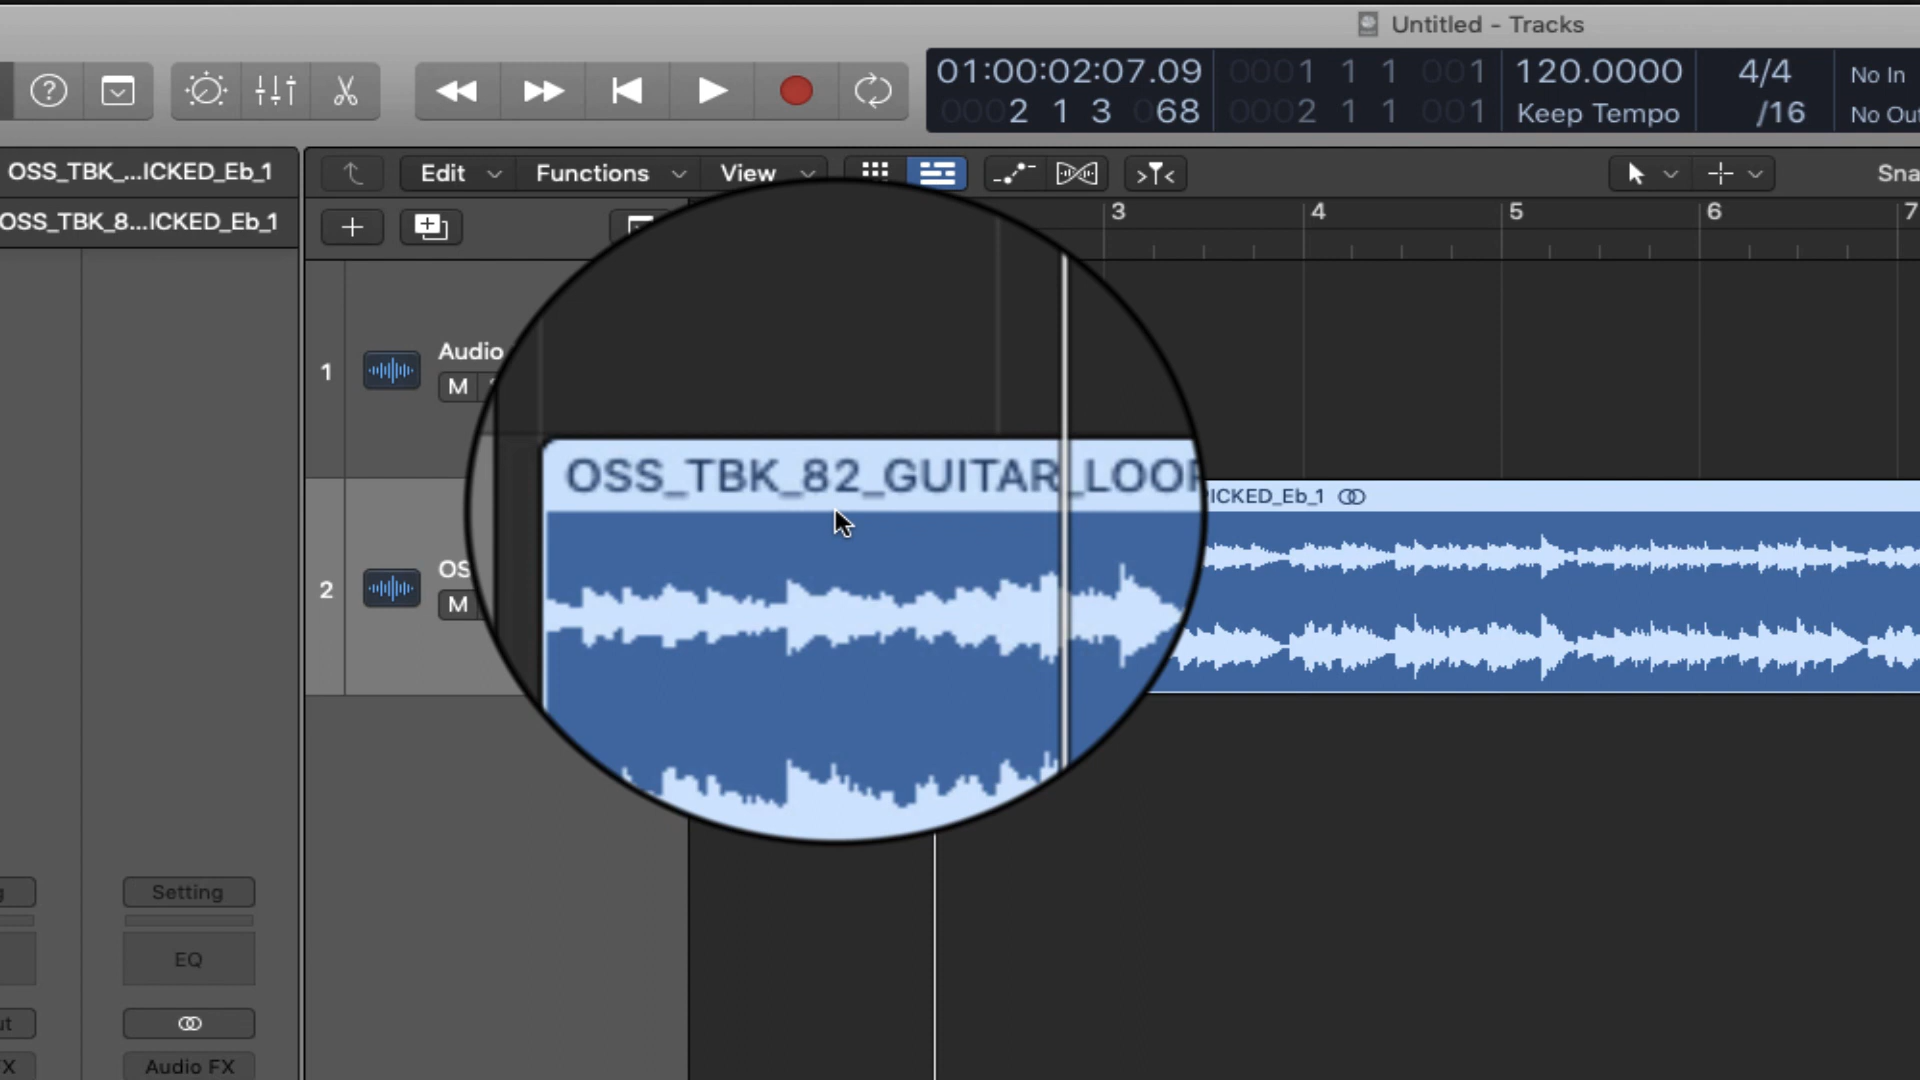 Untitled - Tracks
01:00:02:07.09
0001 1 1 001
120.0000
4/4
No In
0002 1 3 068
0002 1 1 001
Keep Tempo
/16
No Out
OSS_TBK_...ICKED_Eb_1
Edit
Functions
View
OSS_TBK_8...ICKED_Eb_1
3
4
5
6
7
1
Audio
M
OSS_TBK_82_GUITAR_LOOP
ICKED_Eb_1
2
OS
M
Setting
EQ
Audio FX